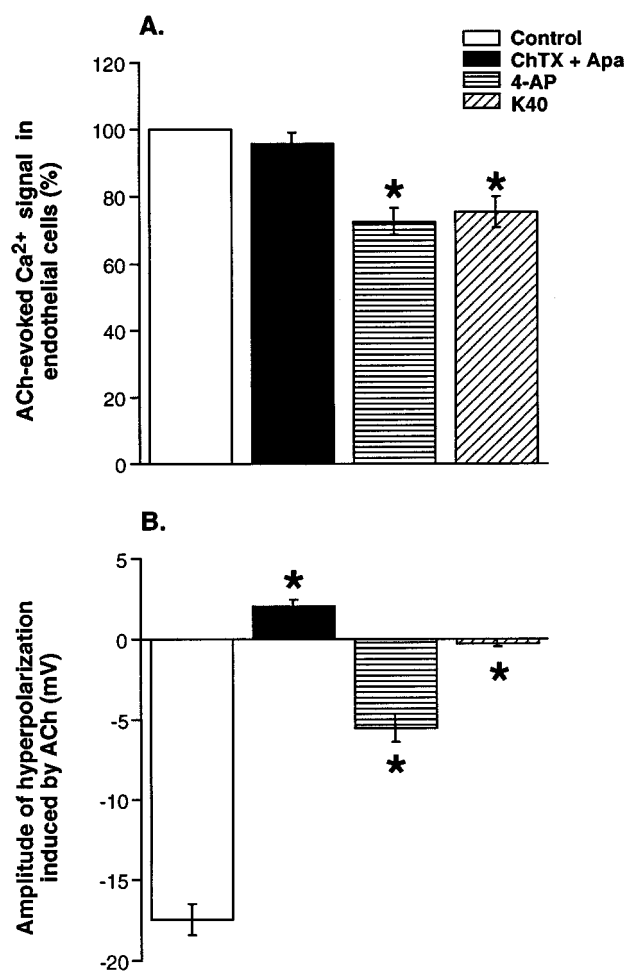 A.
Control
ChTX + Apa
4-AP
K40
ACh-evoked Ca2+ signal in
endothelial cells (%)
120
100
80
60
40
20
0
*
*
B.
Amplitude of hyperpolarization
induced by ACh (mV)
5
0
-5
-10
-15
-20
*
*
*